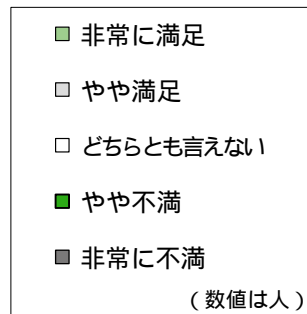 非常に満足
やや満足
どちらとも言えない
やや不満
非常に不満
(数値は人)